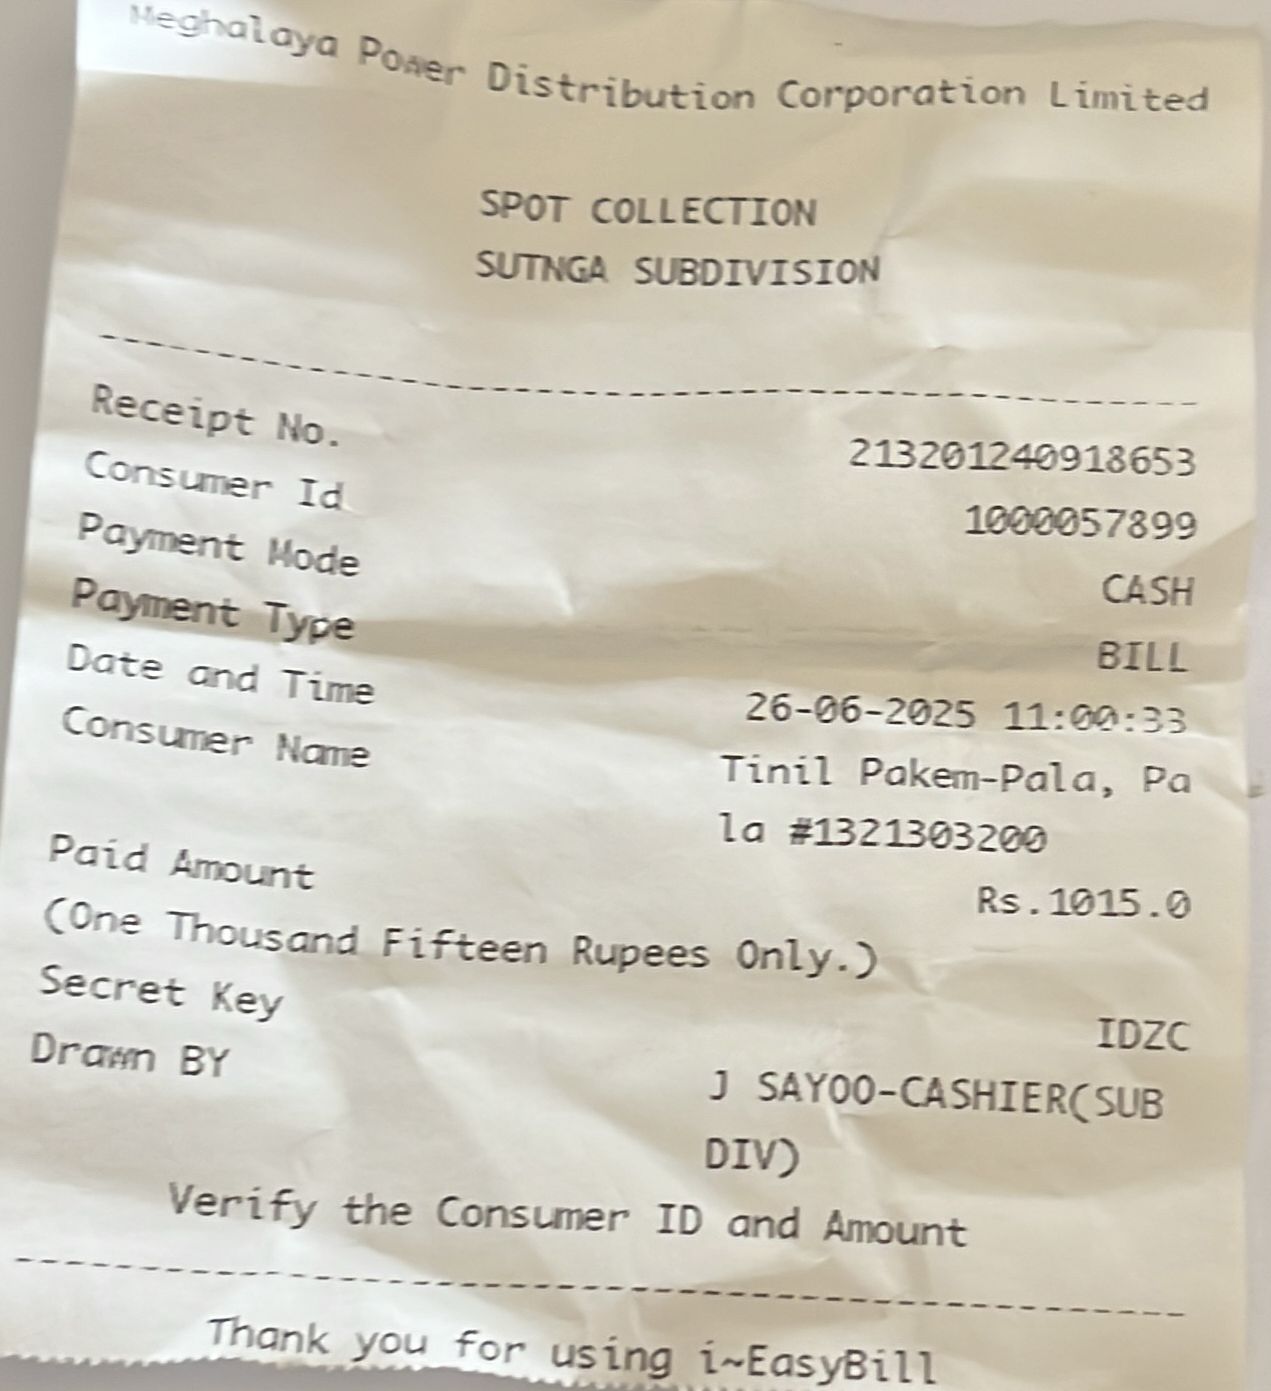 Meghalaya Power Distribution Corporation Limited
SPOT COLLECTION
SUTNGA SUBDIVISION
--------------------------------------------------
Receipt No. 213201240918653
Consumer Id 1000057899
Payment Mode CASH
Payment Type BILL
Date and Time 26-06-2025 11:00:33
Consumer Name Tinil Pakem-Pala, Pa
la #1321303200
Paid Amount Rs.1015.0
(One Thousand Fifteen Rupees Only.)
Secret Key IDZC
Drawn BY J SAYOO-CASHIER(SUB
DIV)
Verify the Consumer ID and Amount
--------------------------------------------------
Thank you for using i~EasyBill